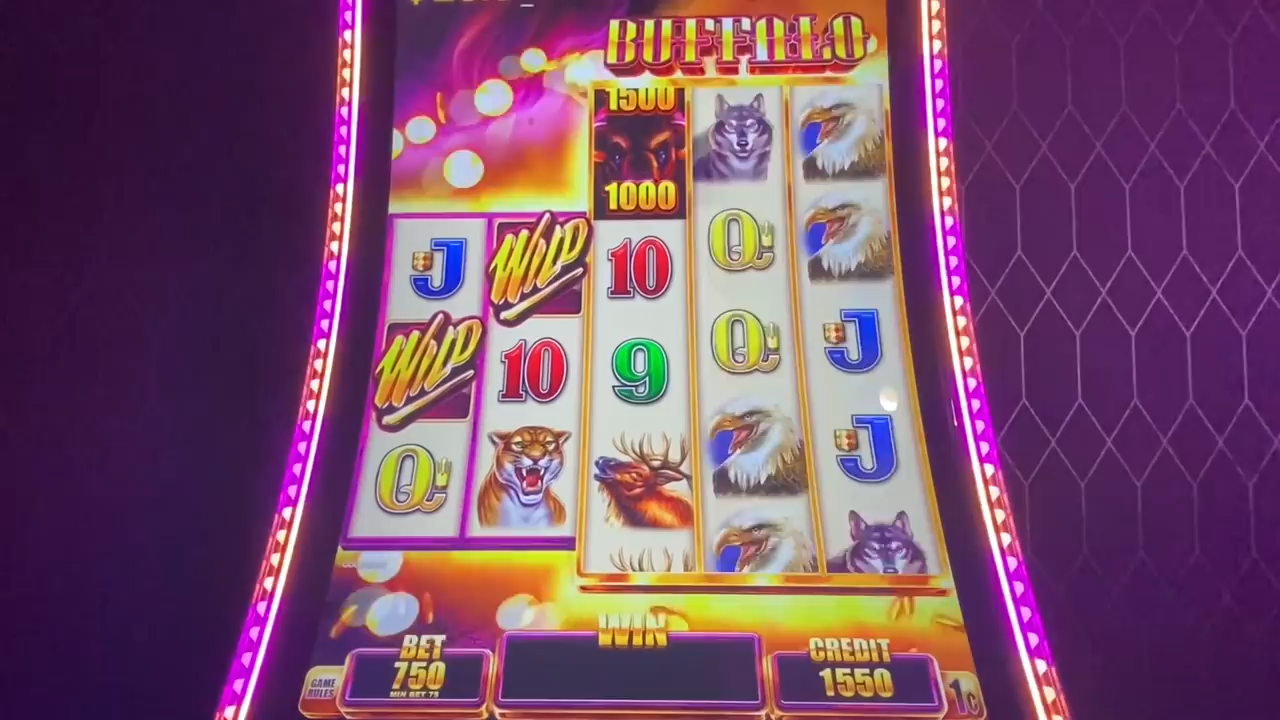 BUFFALO
1500
1000
J
WILD
10
Q
WILD
10
9
Q
J
Q
J
WIN
BET
750
MIN BET 75
CREDIT
1550
GAME
RULES
1¢